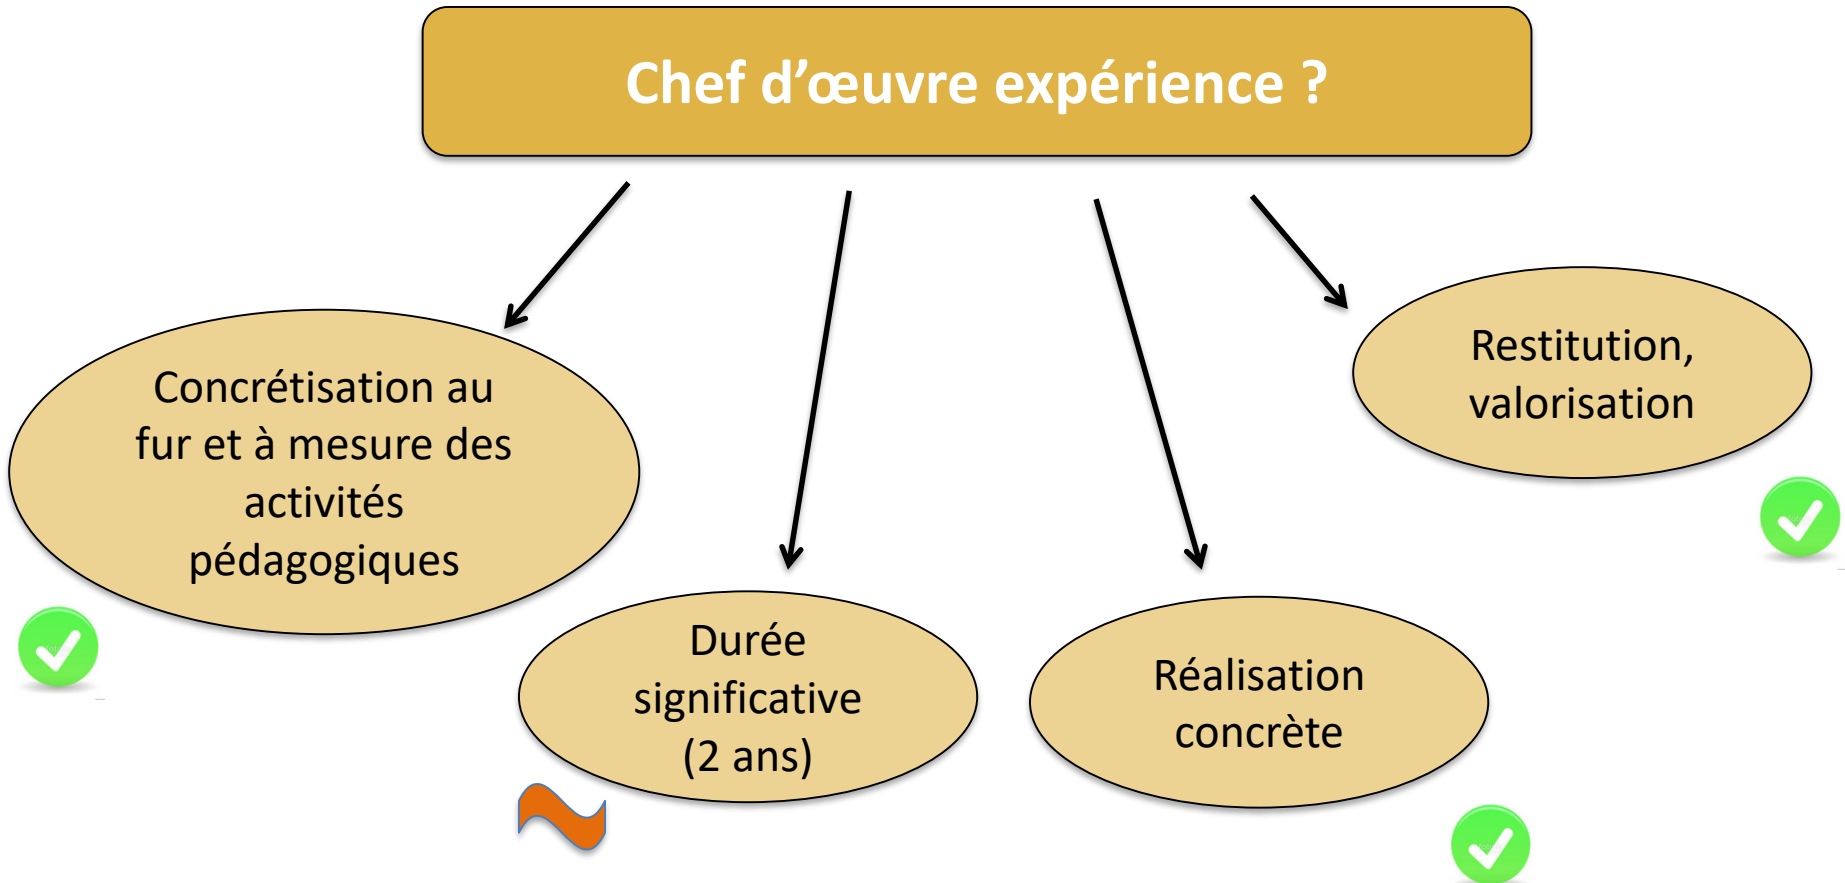 Chef d’œuvre expérience ?
Concrétisation au
fur et à mesure des
activités
pédagogiques
Durée
significative
(2 ans)
Réalisation
concrète
Restitution,
valorisation